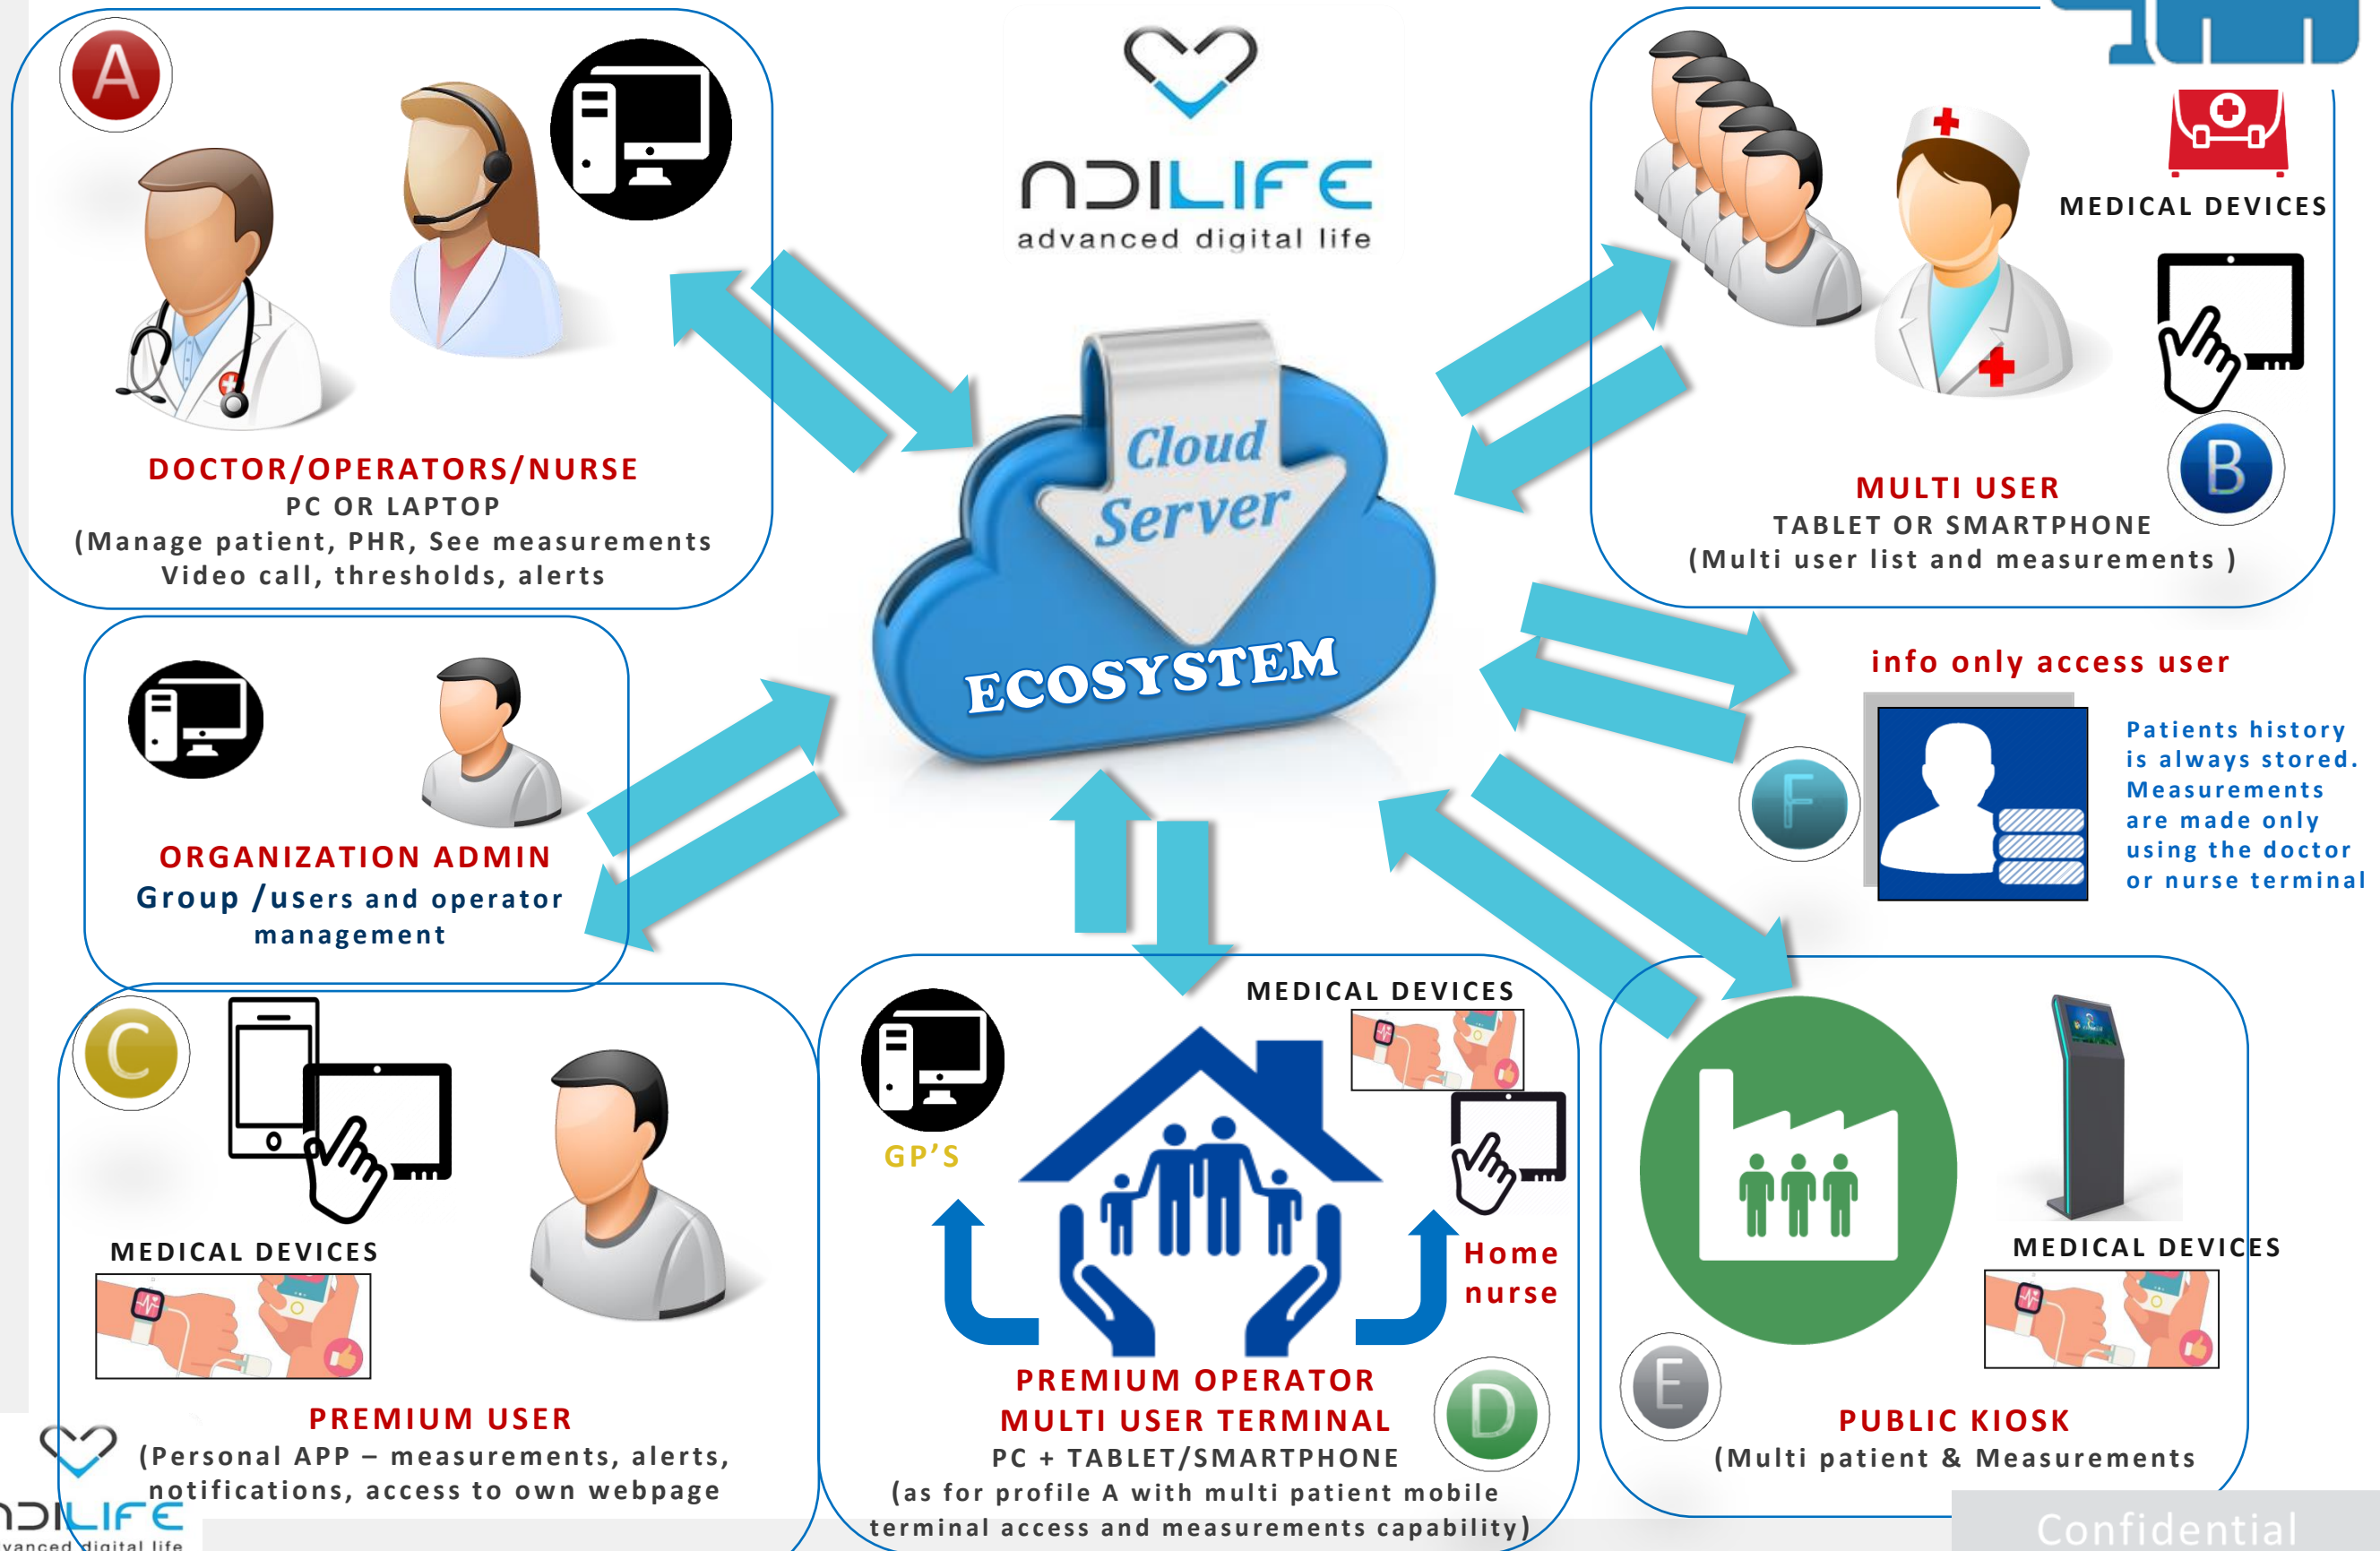 A
DOCTOR/OPERATORS/NURSE
PC OR LAPTOP
(Manage patient, PHR, See measurements
Video call, thresholds, alerts
NDILIFE
advanced digital life
Cloud
Server
ECOSYSTEM
MEDICAL DEVICES
B
MULTI USER
TABLET OR SMARTPHONE
(Multi user list and measurements )
ORGANIZATION ADMIN
Group /users and operator
management
info only access user
F
Patients history
is always stored.
Measurements
are made only
using the doctor
or nurse terminal
C
MEDICAL DEVICES
PREMIUM USER
(Personal APP – measurements, alerts,
notifications, access to own webpage
MEDICAL DEVICES
GP'S
Home
nurse
PREMIUM OPERATOR
MULTI USER TERMINAL
D
PC + TABLET/SMARTPHONE
(as for profile A with multi patient mobile
terminal access and measurements capability)
MEDICAL DEVICES
E
PUBLIC KIOSK
(Multi patient & Measurements
NDILIFE
vanced digital life
Confidential